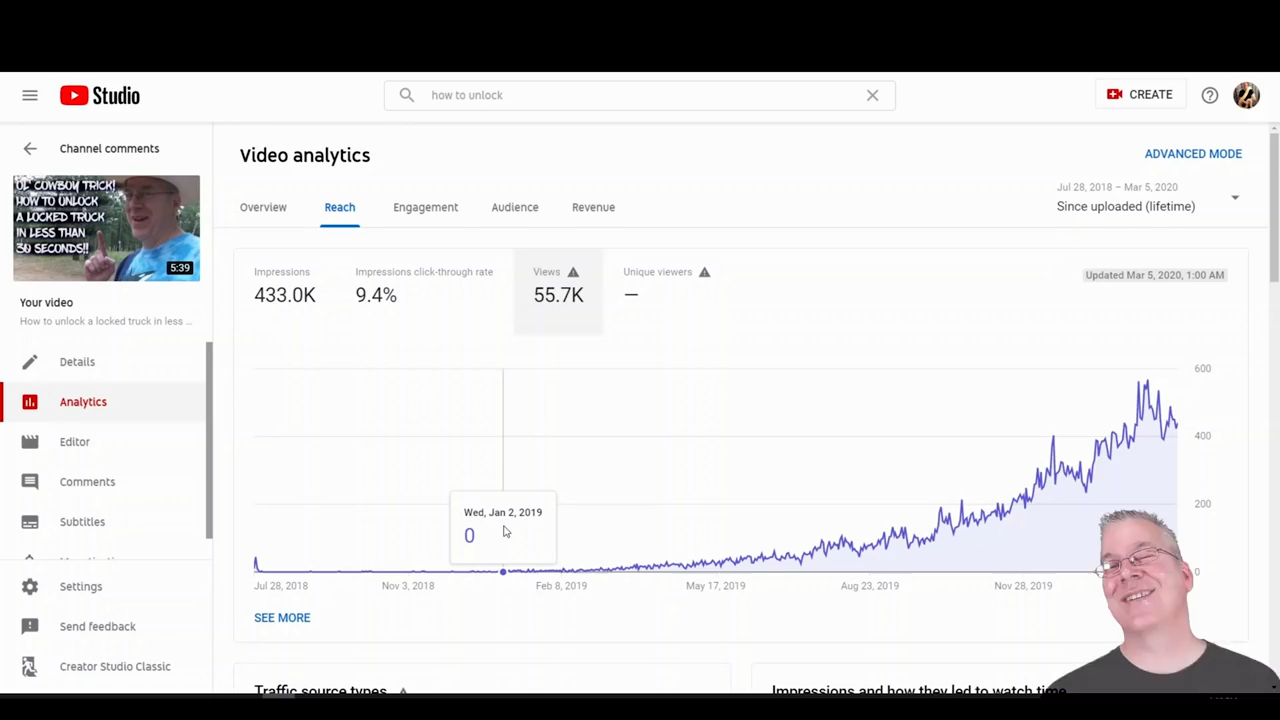 Studio
how to unlock
CREATE
Channel comments
Video analytics
ADVANCED MODE
OL' COWBOY TRICK!
HOW TO UNLOCK
A LOCKED TRUCK
IN LESS THAN
30 SECONDS!!
5:39
Overview
Reach
Engagement
Audience
Revenue
Jul 28, 2018 – Mar 5, 2020
Since uploaded (lifetime)
Impressions
433.0K
Impressions click-through rate
9.4%
Views
55.7K
Unique viewers
—
Updated Mar 5, 2020, 1:00 AM
Your video
How to unlock a locked truck in less ...
Details
Analytics
Editor
Comments
Subtitles
Settings
Send feedback
Creator Studio Classic
600
400
200
0
Wed, Jan 2, 2019
0
Jul 28, 2018
Nov 3, 2018
Feb 8, 2019
May 17, 2019
Aug 23, 2019
Nov 28, 2019
SEE MORE
Traffic source types
Impressions and how they led to watch time